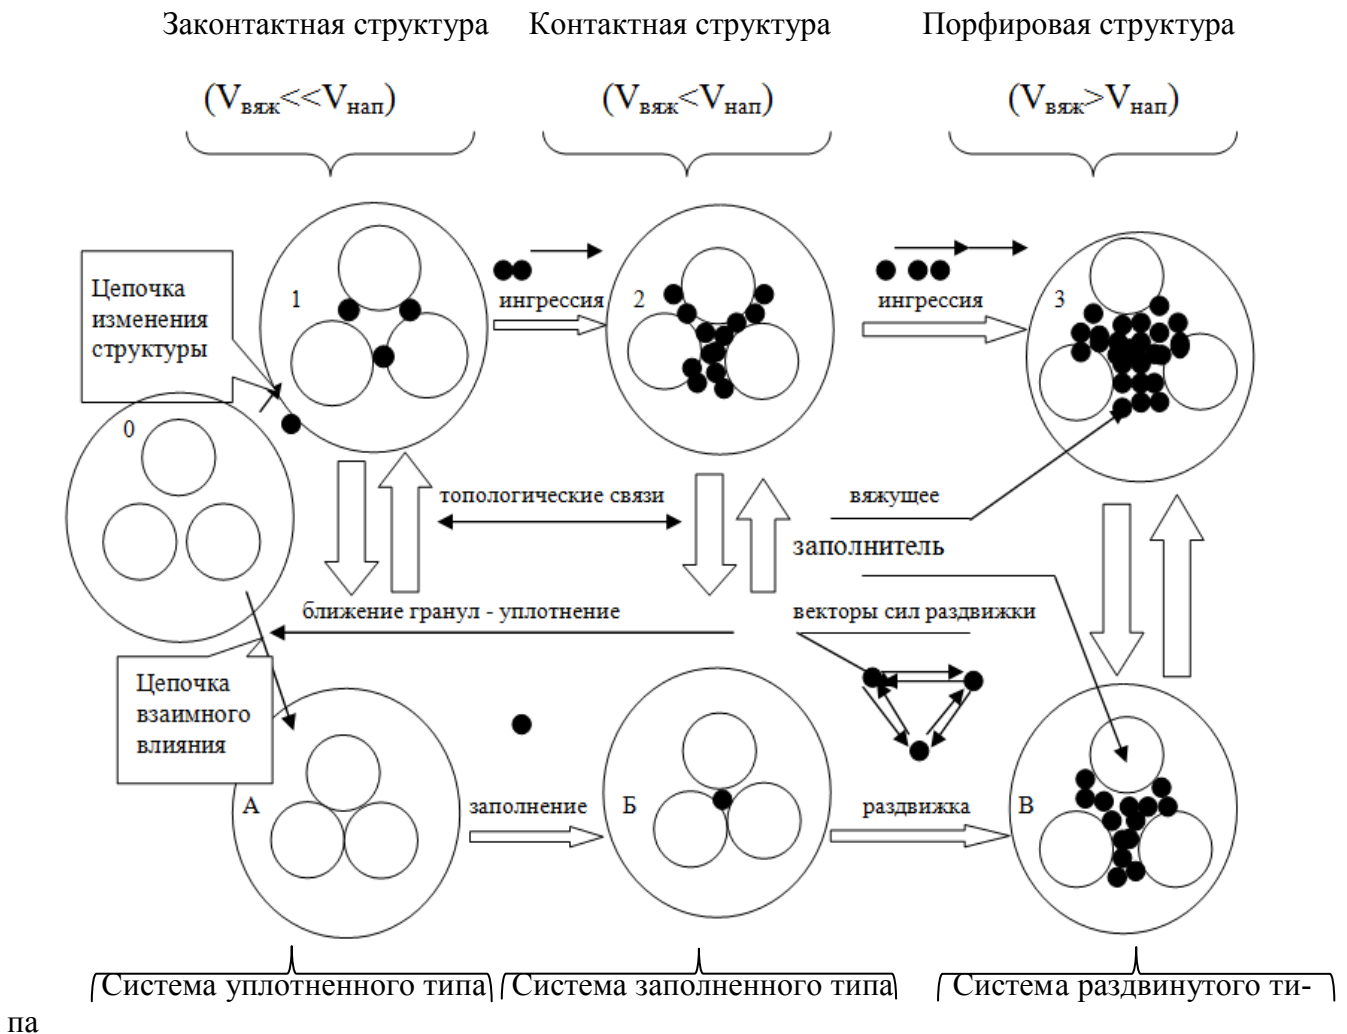 Законтактная структура
Контактная структура
Порфировая структура
(Vвяж<<Vнап)
(Vвяж<Vнап)
(Vвяж>Vнап)
Цепочка
изменения
структуры
1
ингрессия
2
ингрессия
3
0
топологические связи
вяжущее
заполнитель
ближение гранул - уплотнение
векторы сил раздвижки
Цепочка
взаимного
влияния
А
заполнение
Б
раздвижка
В
Система уплотненного типа
Система заполненного типа
Система раздвинутого ти-
па